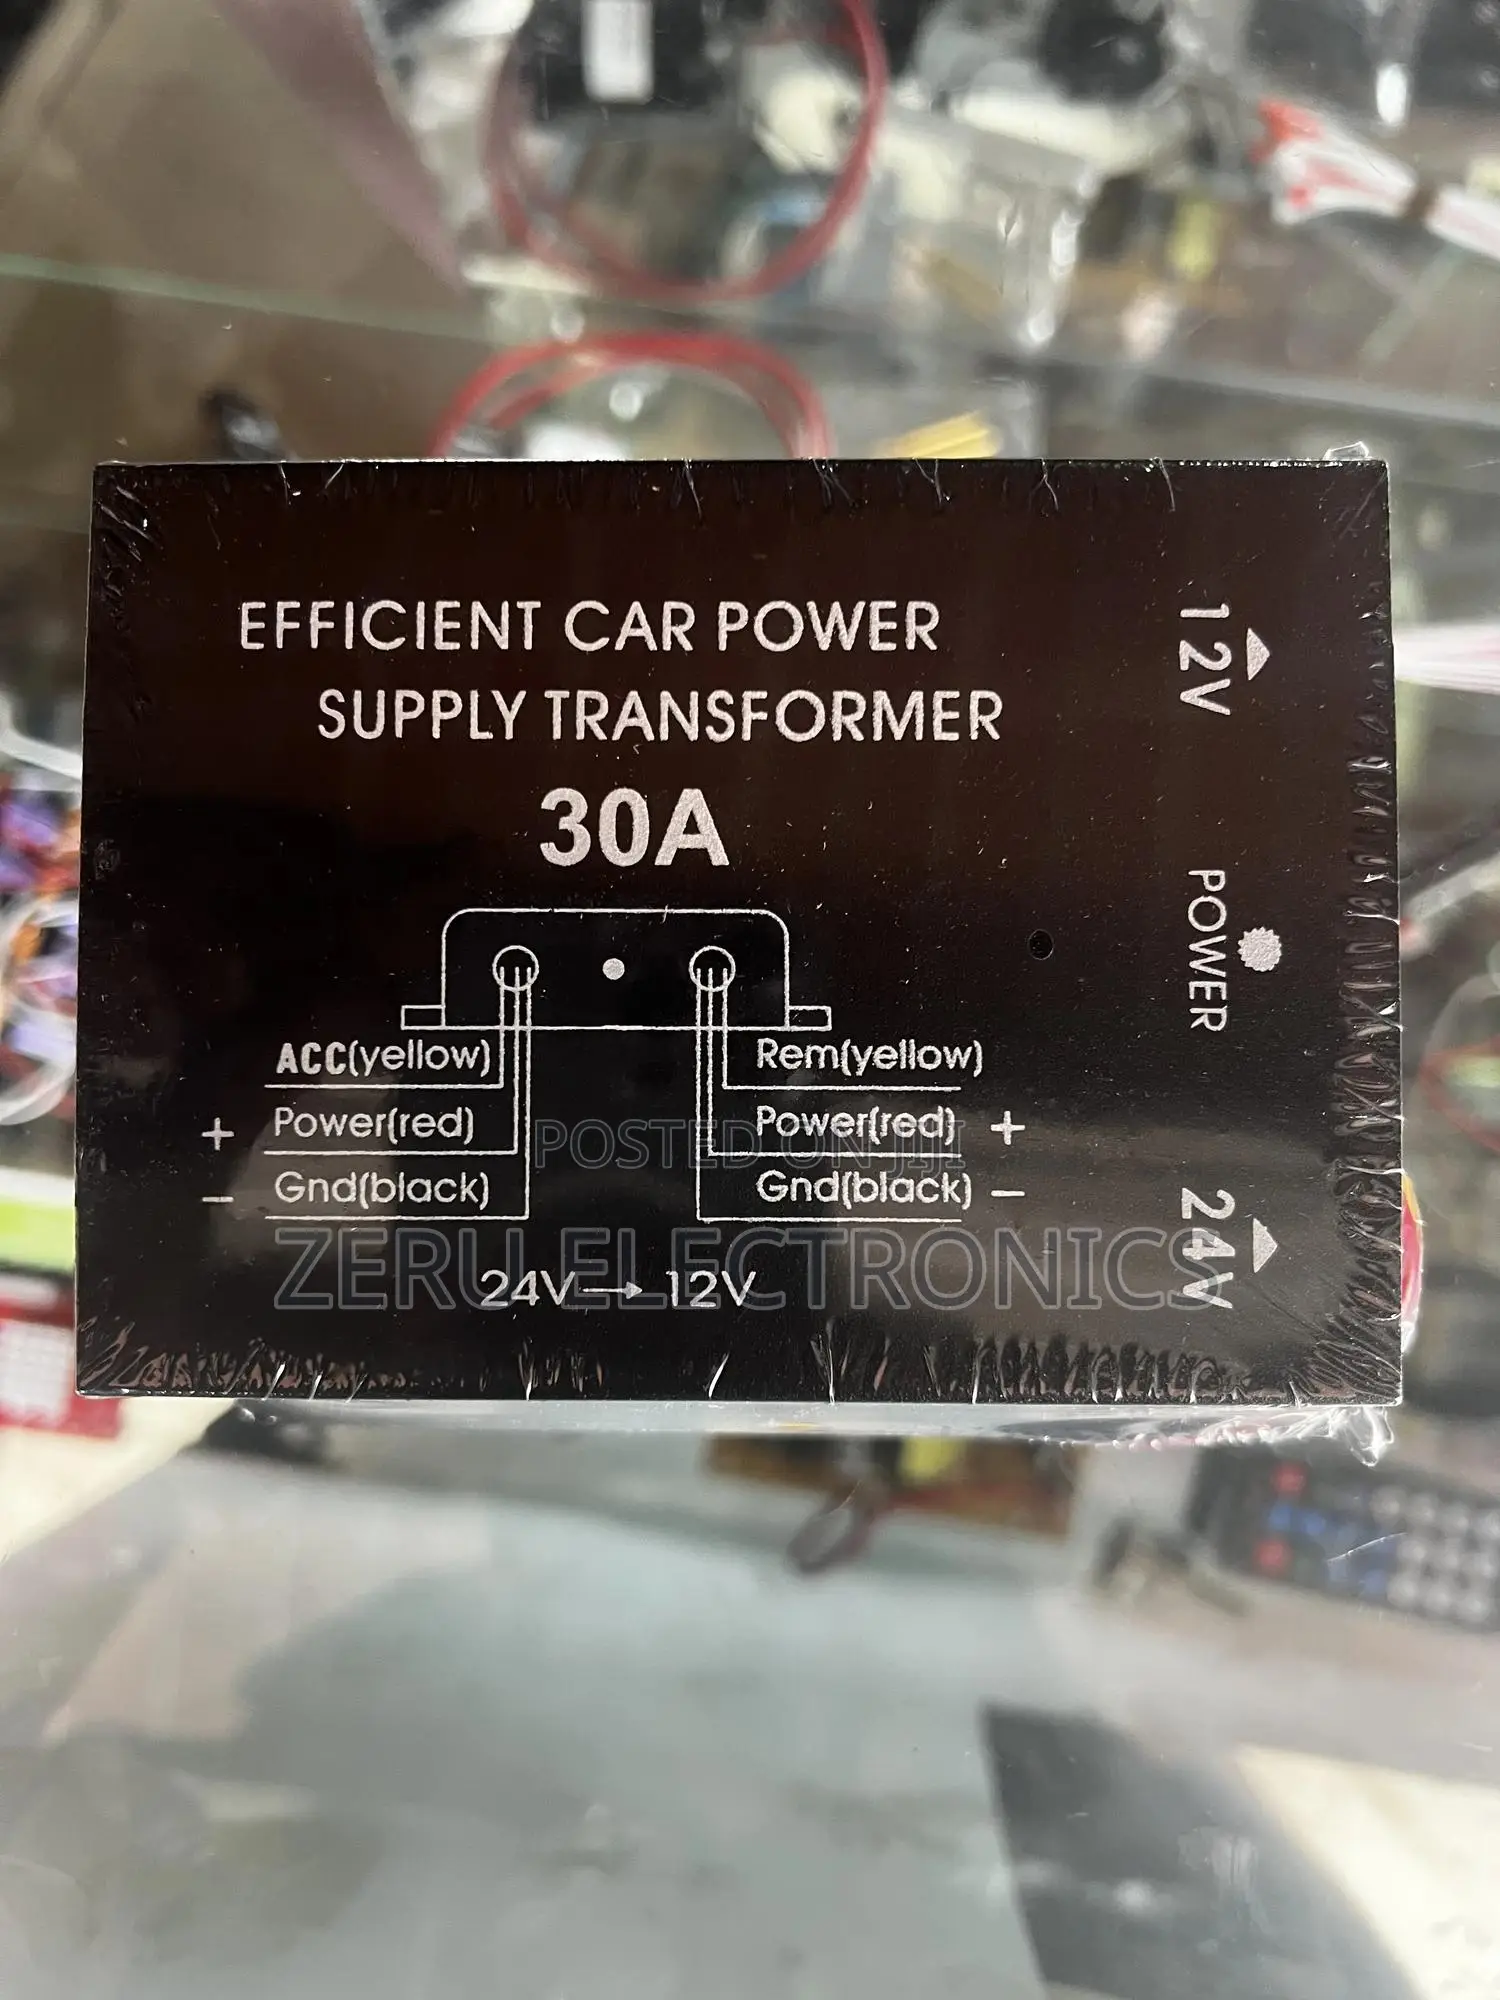 EFFICIENT CAR POWER
SUPPLY TRANSFORMER
30A
ACC(yellow)
+ Power(red)
- Gnd(black)
Rem(yellow)
Power(red) +
Gnd(black) -
24V→12V
12V
POWER
24V
POSTED ON JIJI
ZERU ELECTRONICS